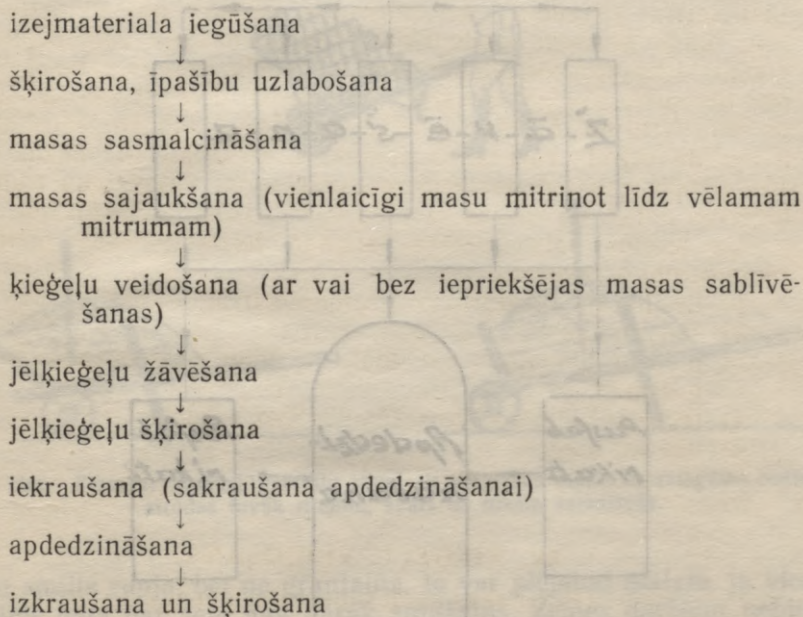 izejmateriala iegūšana
↓
šķirošana, īpašību uzlabošana
↓
masas sasmalcināšana
↓
masas sajaukšana (vienlaicīgi masu mitrinot līdz vēlamam
mitrumam)
↓
ķieģeļu veidošana (ar vai bez iepriekšējas masas sablīvē-
šanas)
↓
jēlķieģeļu žāvēšana
↓
jēlķieģeļu šķirošana
↓
iekraušana (sakraušana apdedzināšanai)
↓
apdedzināšana
↓
izkraušana un šķirošana